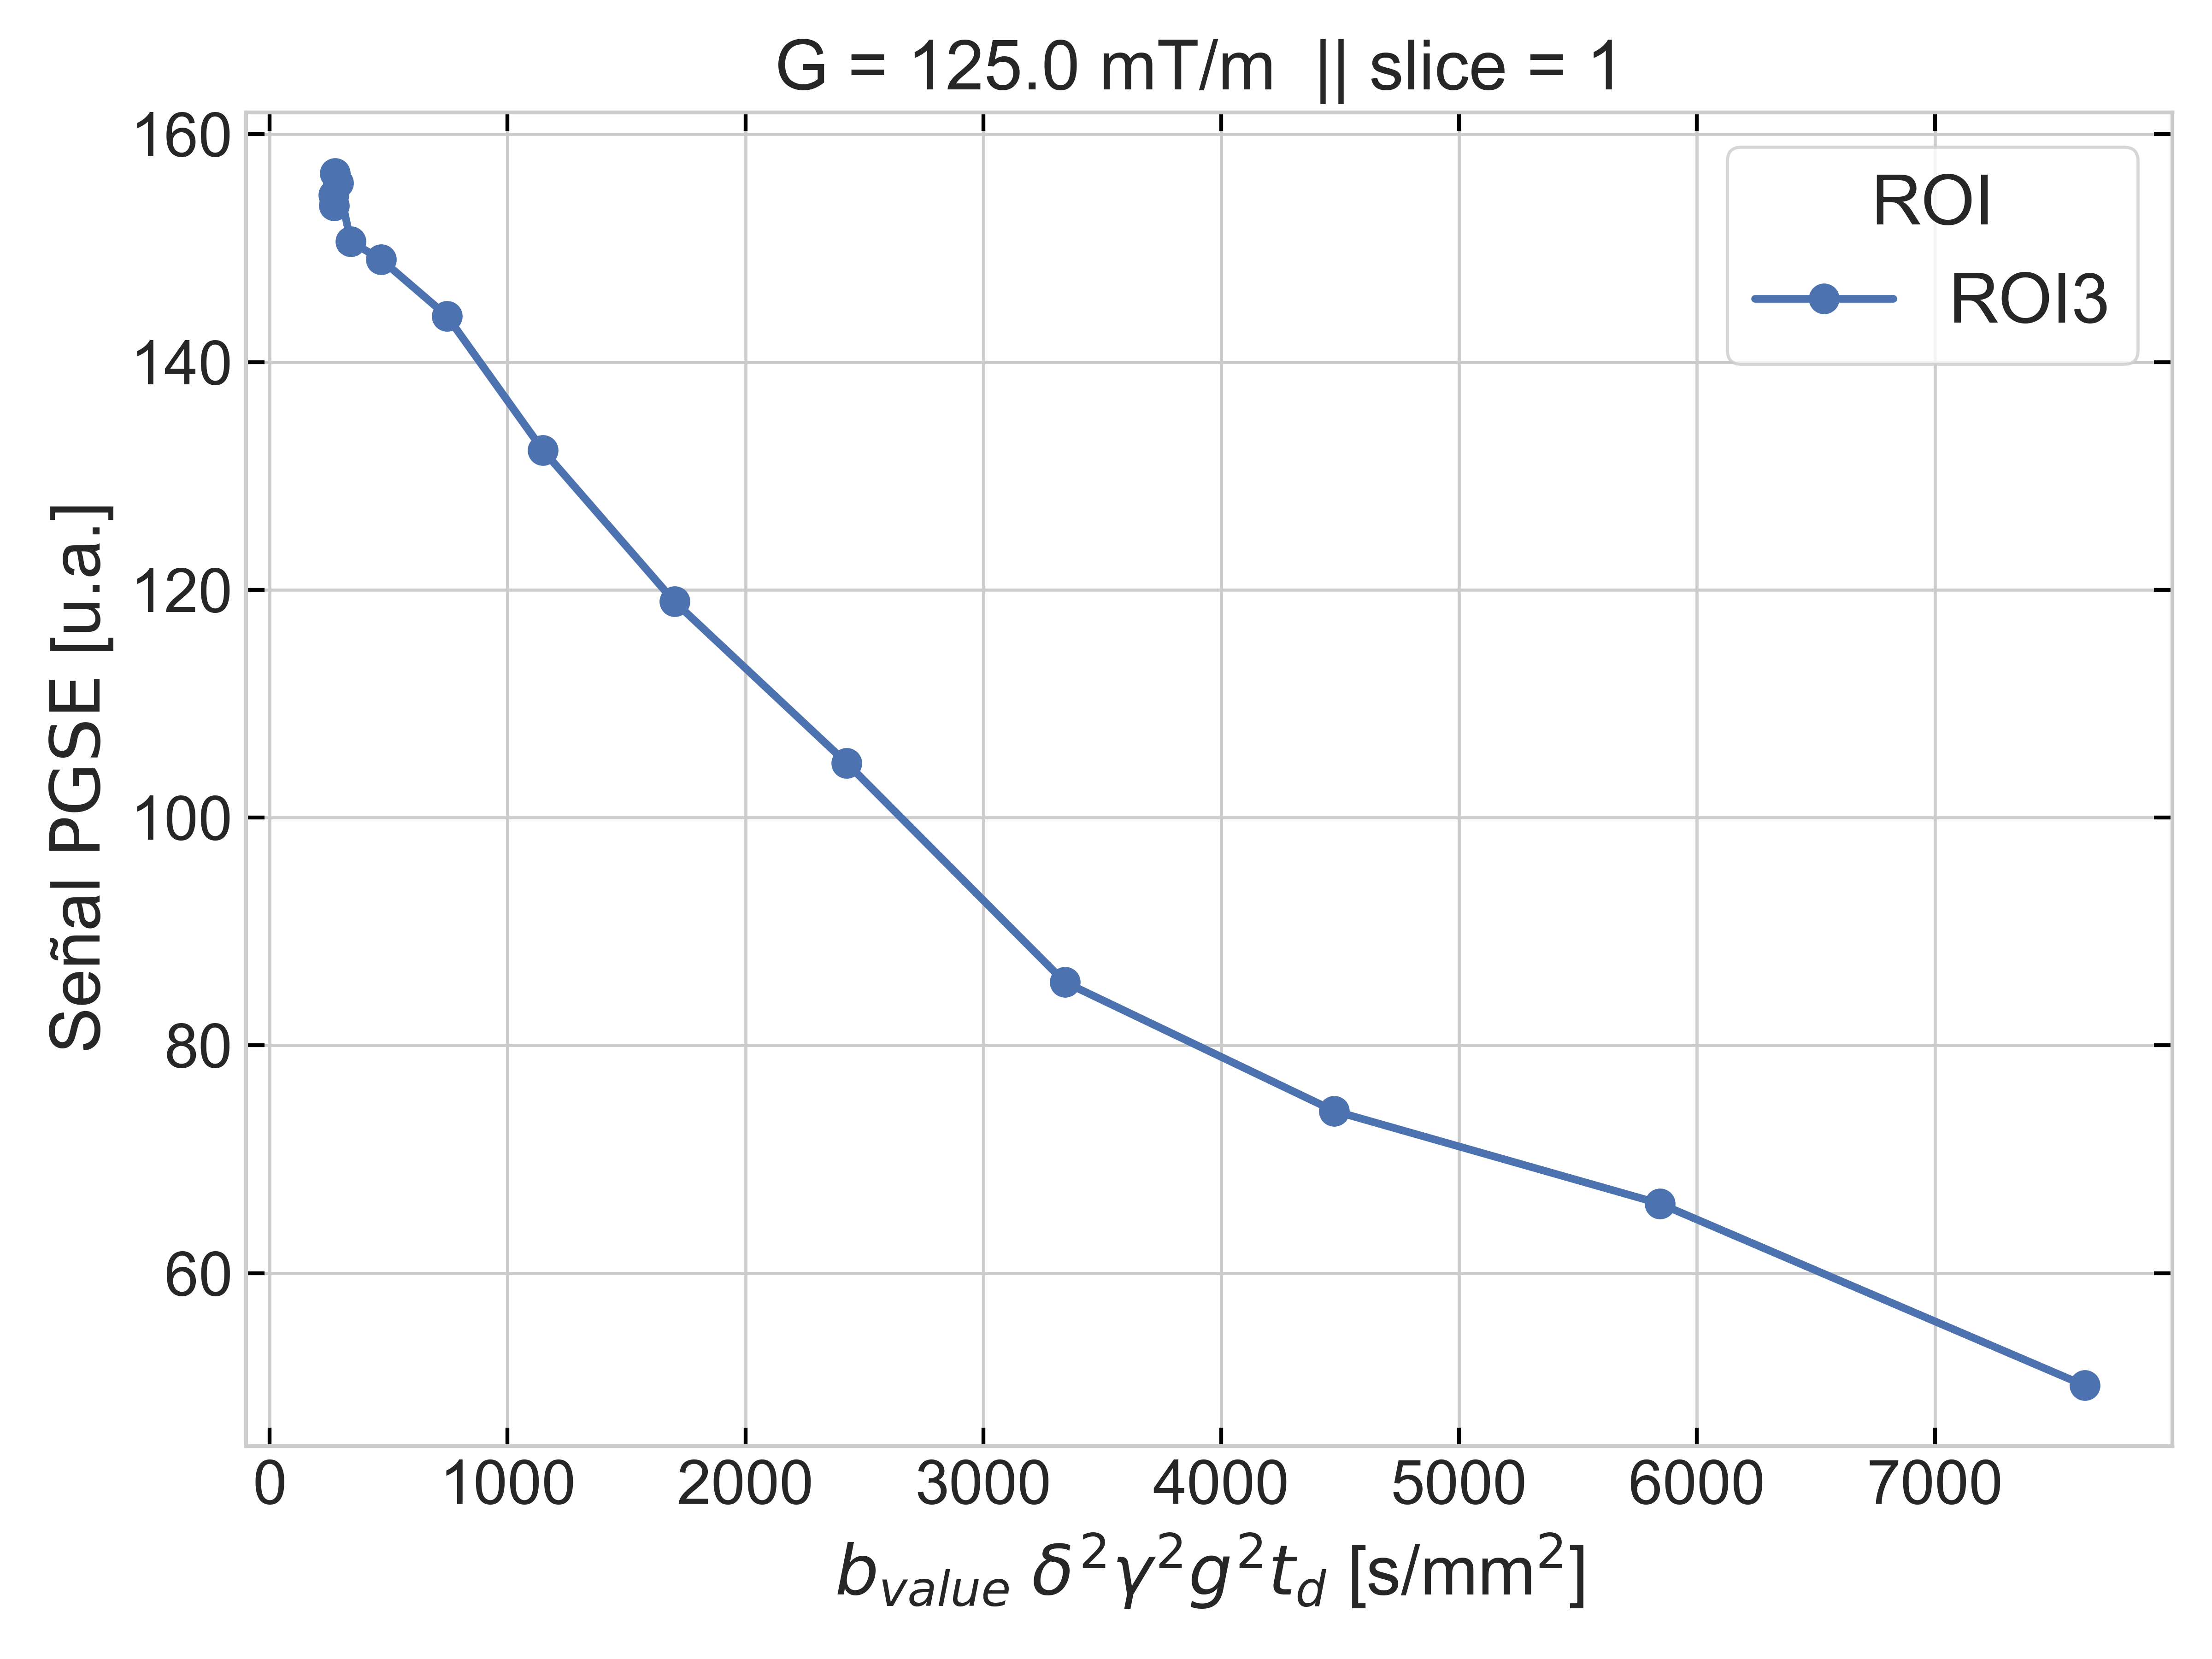 G = 125.0 mT/m || slice = 1
160
140
120
100
80
60
Señal PGSE [u.a.]
ROI
ROI3
0 1000 2000 3000 4000 5000 6000 7000
b_value δ²γ²g²t_d [s/mm²]